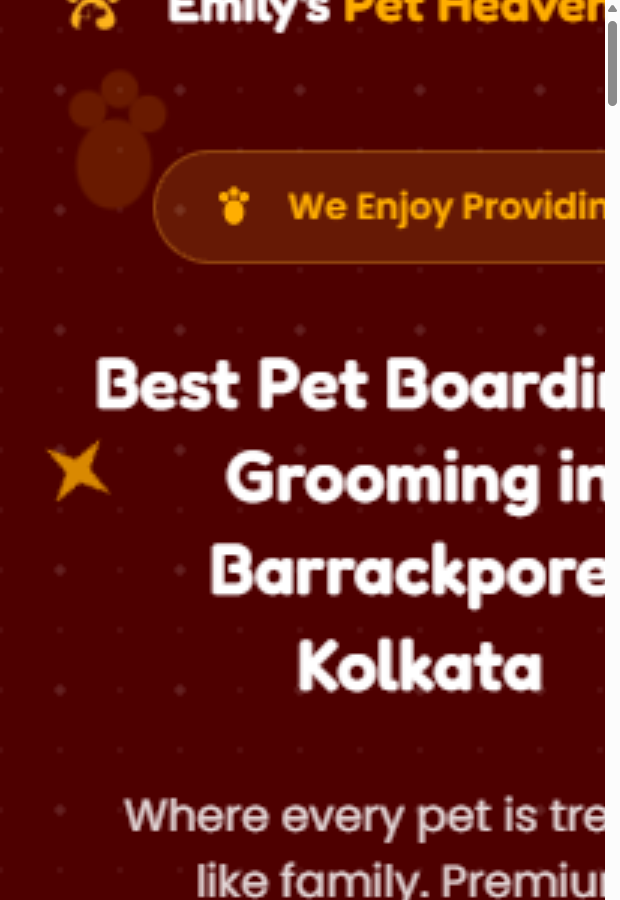 Emily's Pet Heaven
We Enjoy Providin
Best Pet Boardin
Grooming in
Barrackpore
Kolkata
Where every pet is tre
like family. Premiu